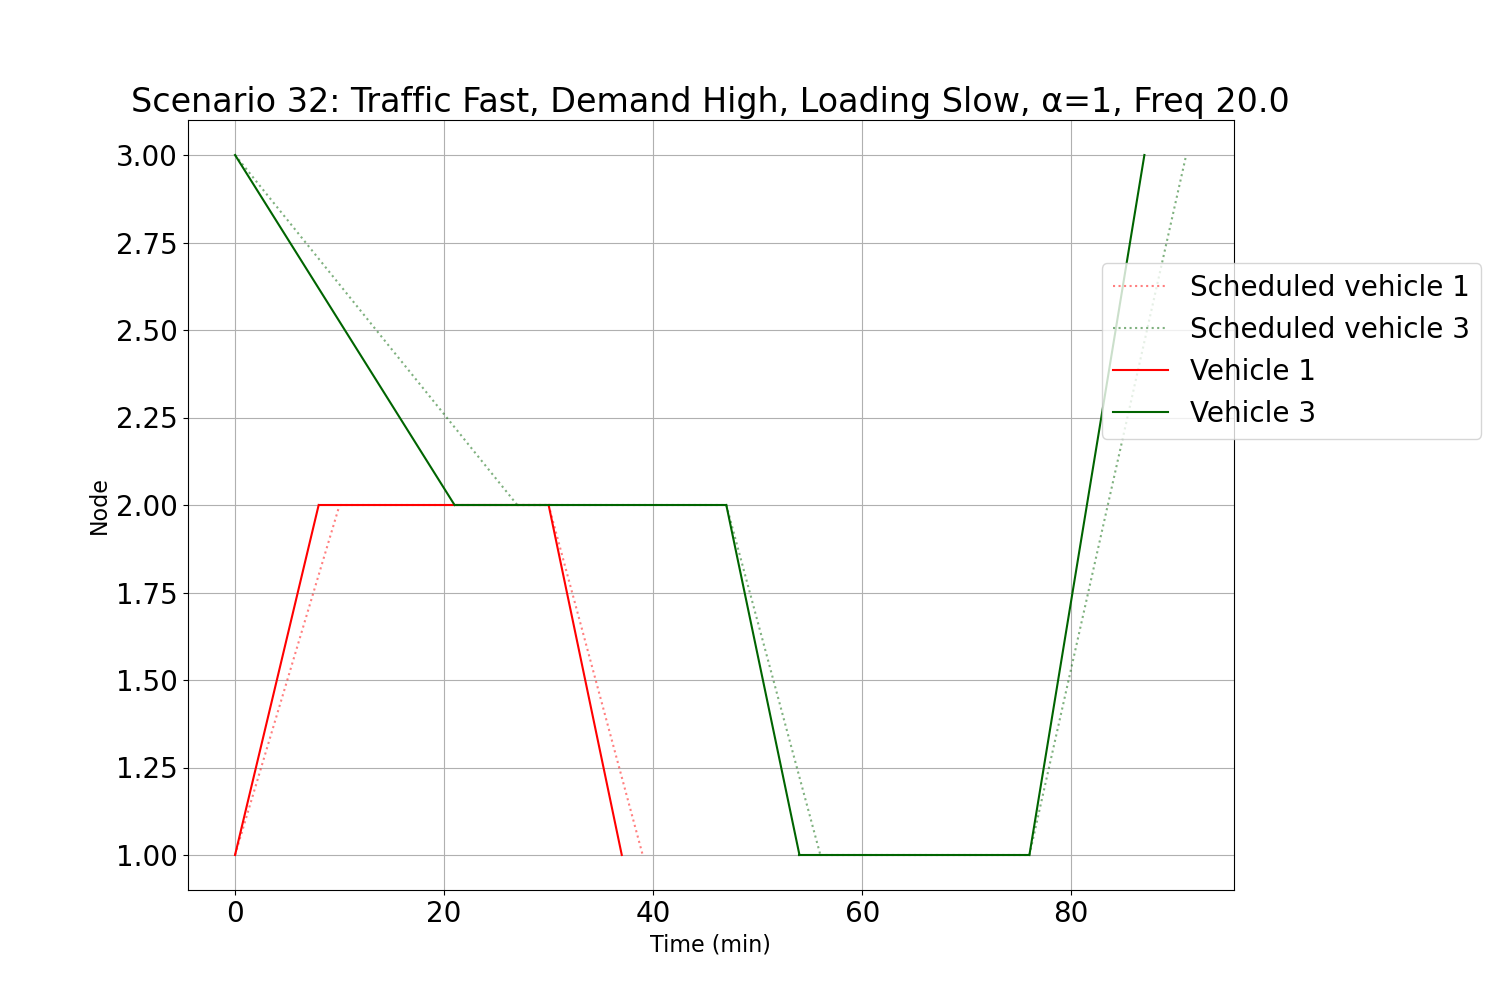 Scenario 32: Traffic Fast, Demand High, Loading Slow, α=1, Freq 20.0
3.00
2.75
2.50
2.25
2.00
1.75
1.50
1.25
1.00
Node
Scheduled vehicle 1
Scheduled vehicle 3
Vehicle 1
Vehicle 3
0 20 40 60 80
Time (min)